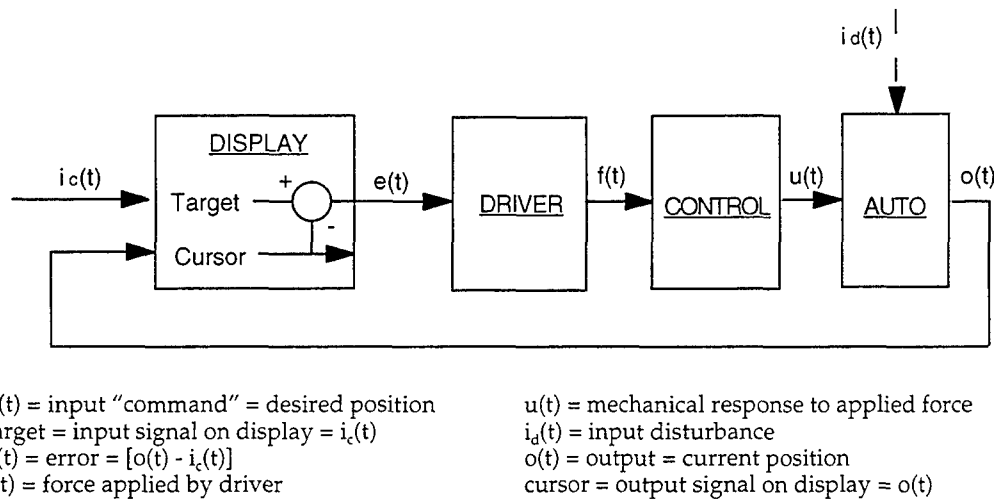 i d(t)
DISPLAY
i c(t)
Target
+
e(t)
DRIVER
f(t)
CONTROL
u(t)
AUTO
o(t)
-
Cursor
(t) = input "command" = desired position
arget = input signal on display = ic(t)
(t) = error = [o(t) - ic(t)]
(t) = force applied by driver
u(t) = mechanical response to applied force
id(t) = input disturbance
o(t) = output = current position
cursor = output signal on display = o(t)